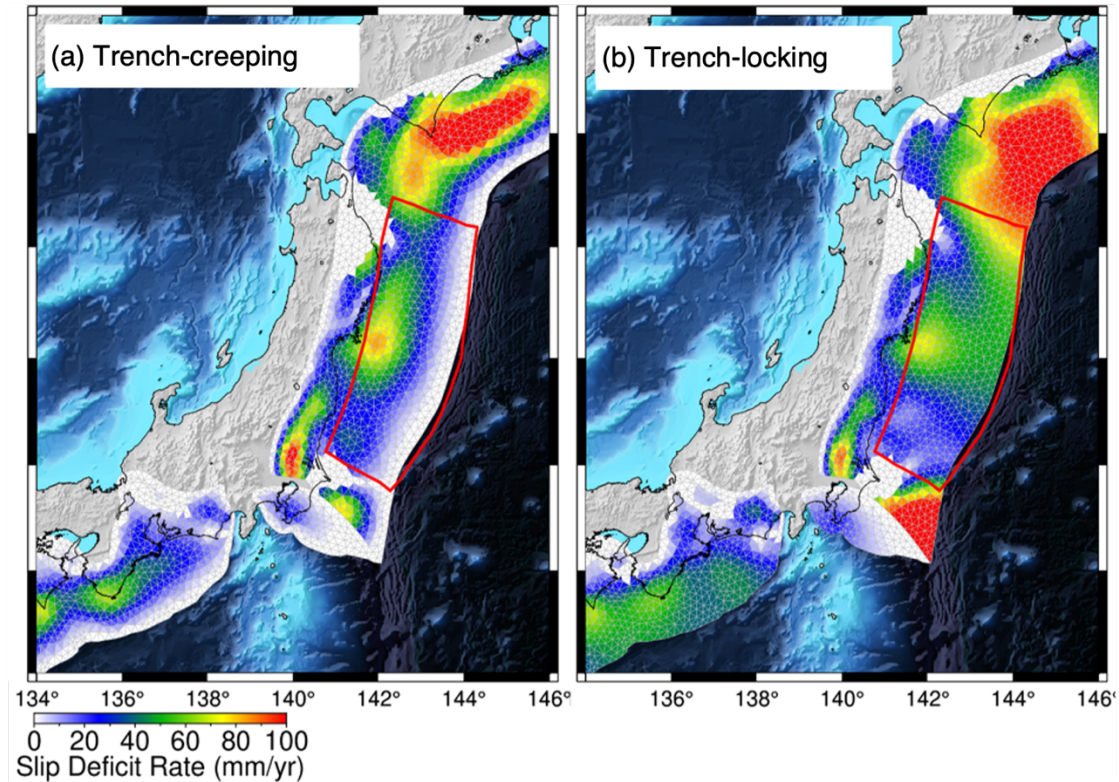 (a) Trench-creeping
(b) Trench-locking
134° 136° 138° 140° 142° 144° 146°
136° 138° 140° 142° 144° 146°
0 20 40 60 80 100
Slip Deficit Rate (mm/yr)